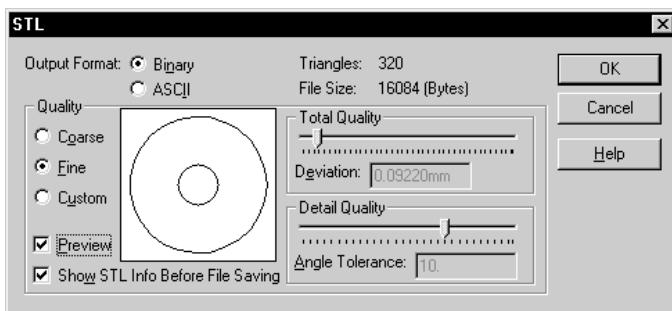 STL
Output Format: Binary
ASCII
Triangles: 320
File Size: 16084 (Bytes)
OK
Cancel
Help
Quality
Coarse
Fine
Custom
Preview
Show STL Info Before File Saving
Total Quality
Deviation: 0.09220mm
Detail Quality
Angle Tolerance: 10.